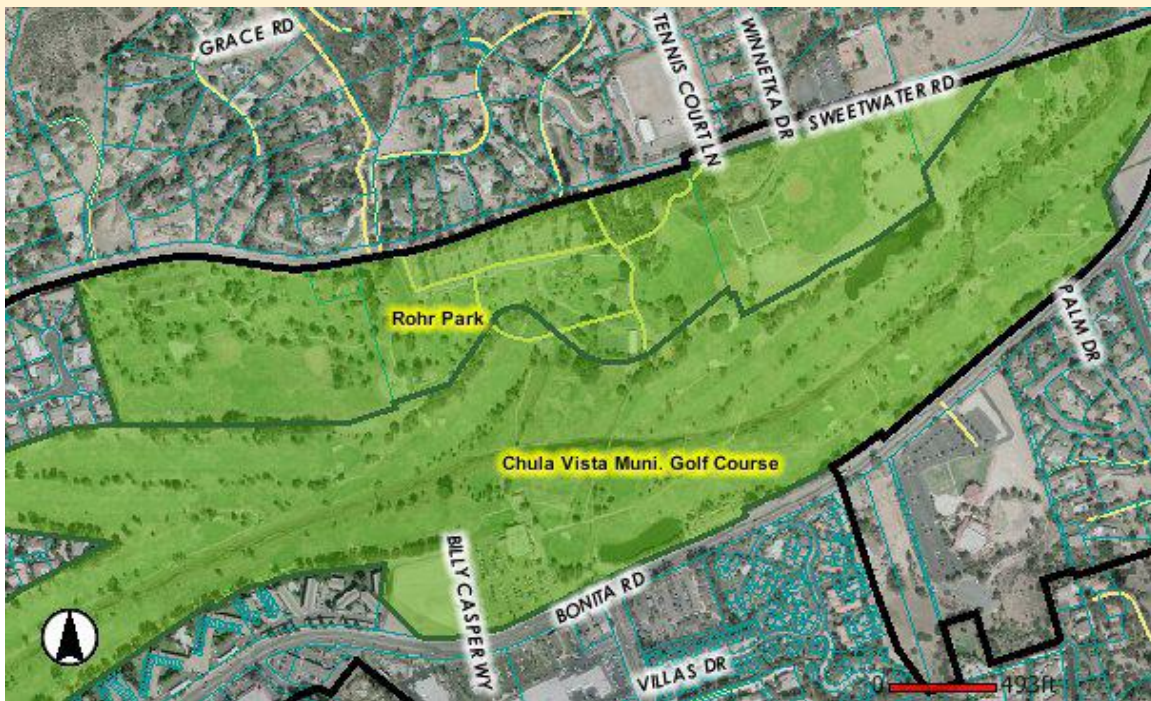 GRACE RD
TENNIS COURT LN
WINNETKA DR
SWEETWATER RD
Rohr Park
PALM DR
Chula Vista Muni. Golf Course
BILLY CASPER WY
BONITA RD
VILLAS DR
0 493ft